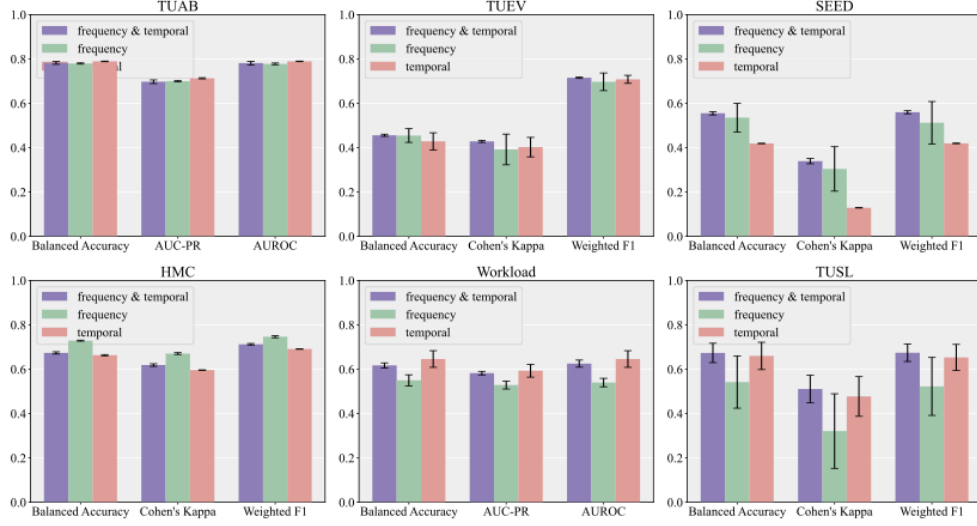 TUAB
1.0
0.8
0.6
0.4
0.2
0.0
frequency & temporal
frequency
al
Balanced Accuracy AUC-PR AUROC
TUEV
1.0
0.8
0.6
0.4
0.2
0.0
frequency & temporal
frequency
temporal
Balanced Accuracy Cohen's Kappa Weighted F1
SEED
1.0
0.8
0.6
0.4
0.2
0.0
frequency & temporal
frequency
temporal
Balanced Accuracy Cohen's Kappa Weighted F1
HMC
1.0
0.8
0.6
0.4
0.2
0.0
frequency & temporal
frequency
temporal
Balanced Accuracy Cohen's Kappa Weighted F1
Workload
1.0
0.8
0.6
0.4
0.2
0.0
frequency & temporal
frequency
temporal
Balanced Accuracy AUC-PR AUROC
TUSL
1.0
0.8
0.6
0.4
0.2
0.0
frequency & temporal
frequency
temporal
Balanced Accuracy Cohen's Kappa Weighted F1